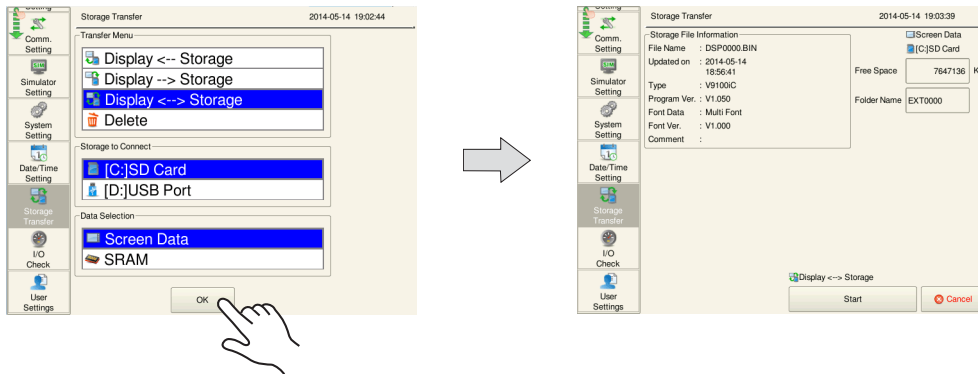 Setting
Storage Transfer
2014-05-14 19:02:44
Comm.
Setting
Simulator
Setting
System
Setting
Date/Time
Setting
Storage
Transfer
I/O
Check
User
Settings
Transfer Menu
Display <-- Storage
Display --> Storage
Display <--> Storage
Delete
Storage to Connect
[C:]SD Card
[D:]USB Port
Data Selection
Screen Data
SRAM
OK
Setting
Storage Transfer
2014-05-14 19:03:39
Comm.
Setting
Simulator
Setting
System
Setting
Date/Time
Setting
Storage
Transfer
I/O
Check
User
Settings
Storage File Information
File Name : DSP0000.BIN
Updated on : 2014-05-14
18:56:41
Type : V9100iC
Program Ver. : V1.050
Font Data : Multi Font
Font Ver. : V1.000
Comment :
Screen Data
[C:]SD Card
Free Space 7647136 K
Folder Name EXT0000
Display <--> Storage
Start
Cancel